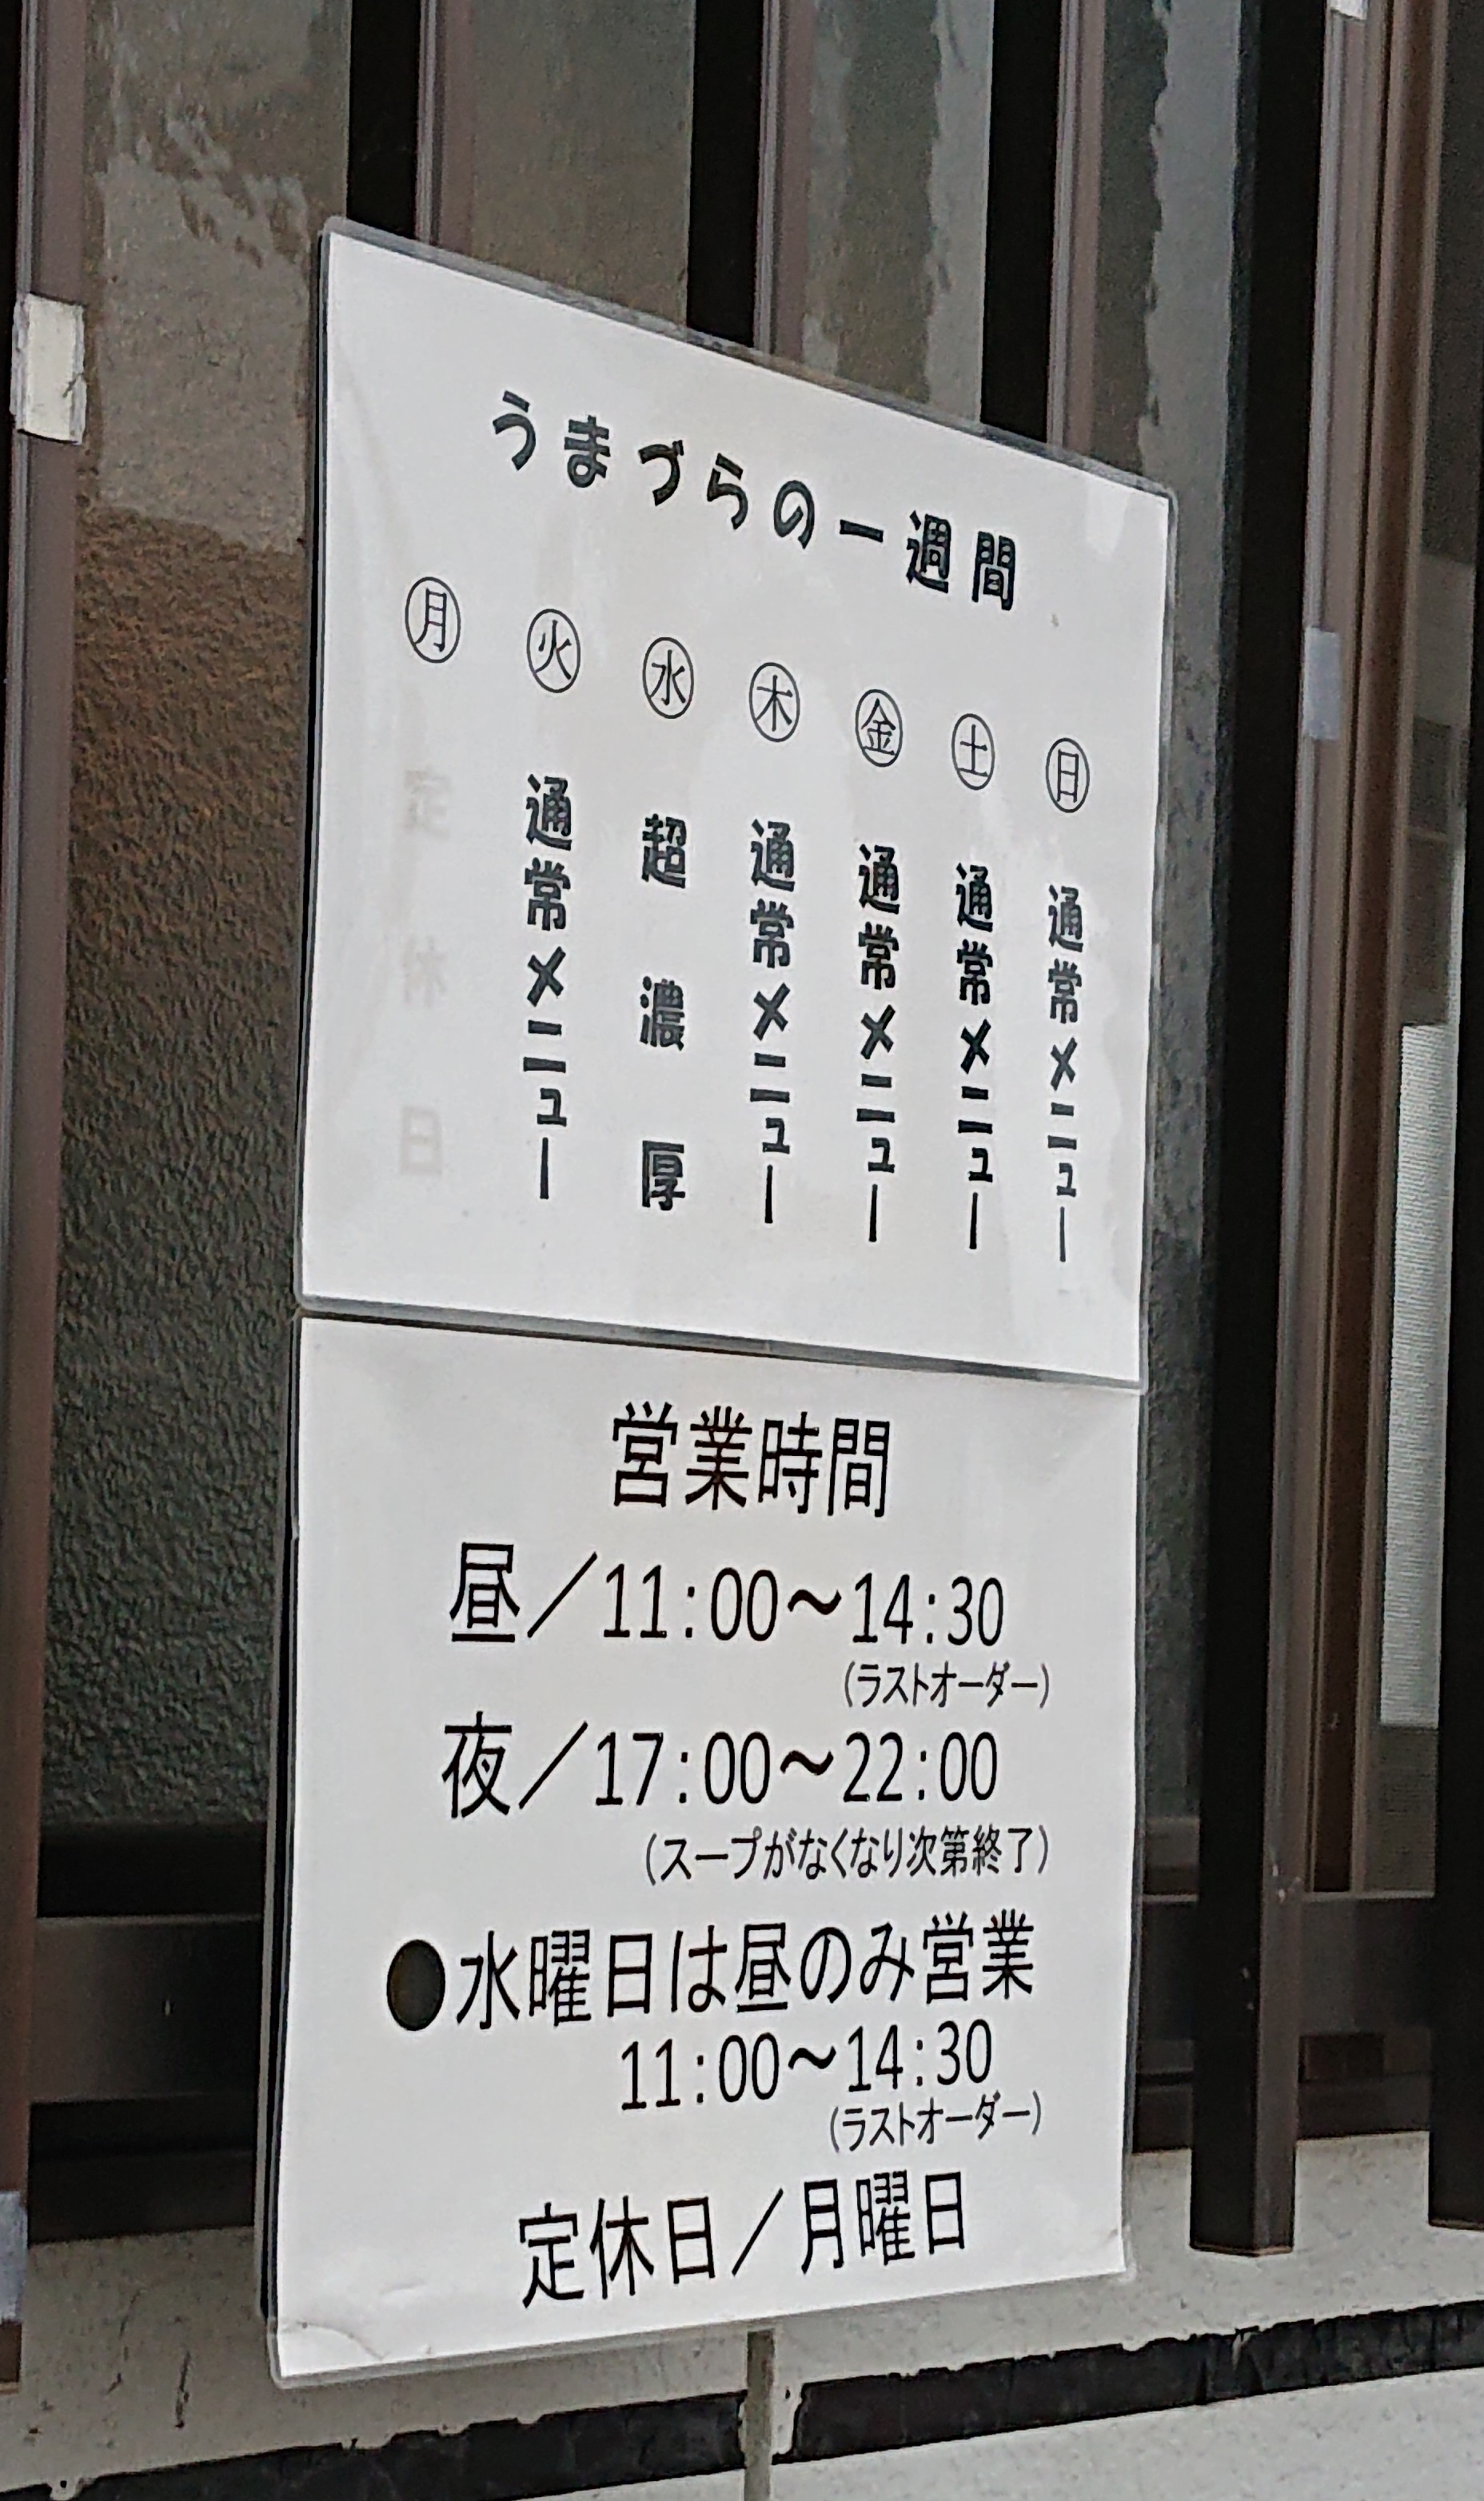 うまづらの一週間
㊊ 定休日
㊋ 通常メニュー
㊌ 超濃厚
㊍ 通常メニュー
㊎ 通常メニュー
㊏ 通常メニュー
㊐ 通常メニュー
営業時間
昼／11:00～14:30
(ラストオーダー)
夜／17:00～22:00
(スープがなくなり次第終了)
●水曜日は昼のみ営業
11:00～14:30
(ラストオーダー)
定休日／月曜日